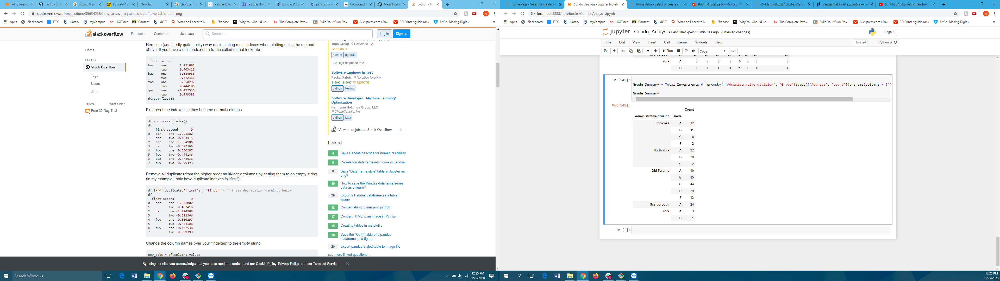 Rent_Analysi
numpy.pmt
and vs & pyt
For sale: 125
New Tab
short term l
Pandas Data
Pandas drop
pandas.Data
pandas.Inde
Group and A
Main_Home
python - Ho
stackoverflow.com/questions/35634238/how-to-save-a-pandas-dataframe-table-as-a-png
Apps Blackboard ITSC Library MyCampus UOIT.net Content UOIT What do I need to l... Firebase Why You Should Le... The Complete Java... Build Your Own Da... Aliexpress.com : Bu... 3D Printer guide rai... BitGo: Making Digit...
stackoverflow Products Customers Use cases Search... Log in Sign up
Home
PUBLIC
Stack Overflow
Tags
Users
Jobs
TEAMS What's this?
Free 30 Day Trial
Here is a (admittedly quite hacky) way of simulating multi-indexes when plotting using the method
above. If you have a multi-index data frame called df that looks like:
first second
bar one 1.991802
two 0.403415
baz one -1.024986
two -0.522366
foo one 0.350297
two -0.444106
qux one -0.472536
two 0.999393
dtype: float64
First reset the indexes so they become normal columns
df = df.reset_index()
df
first second 0
0 bar one 1.991802
1 bar two 0.403415
2 baz one -1.024986
3 baz two -0.522366
4 foo one 0.350297
5 foo two -0.444106
6 qux one -0.472536
7 qux two 0.999393
Remove all duplicates from the higher order multi-index columns by setting them to an empty string
(in my example I only have duplicate indexes in "first"):
df.ix[df.duplicated('first') , 'first'] = '' # see deprecation warnings below
df
first second 0
0 bar one 1.991802
1 two 0.403415
2 baz one -1.024986
3 two -0.522366
4 foo one 0.350297
5 two -0.444106
6 qux one -0.472536
7 two 0.999393
Change the column names over your "indexes" to the empty string
new_cols = df.columns.values
Togo Group Cincinnati, OH
REMOTE
python pytorch
High response rate
Software Engineer in Test
Packet Fabric No office location
$130K - $140K REMOTE
python testing
Software Developer - Machine Learning/
Optimization
Harmonia Holdings Group, LLC
Charlottesville, VA
python java
View more jobs on Stack Overflow
Linked
4 Save Pandas describe for human readibility
0 Correlation dataframe into figure in pandas
0 Save "DataFrame.style" table in Jupyter as
png?
40 How to save the Pandas dataframe/series
data as a figure?
29 Export a Pandas dataframe as a table
image
18 Convert string to image in python
17 Convert HTML to an image in Python
15 Creating tables in matplotlib
18 Save the "Out[]" table of a pandas
dataframe as a figure
20 Export pandas Styled table to image file
see more linked questions...
By using our site, you acknowledge that you have read and understand our Cookie Policy, Privacy Policy, and our Terms of Service.
Search Windows
12:25 PM
3/25/2020
Home Page - Select or create a n
Condo_Analysis - Jupyter Notebo
Home Page - Select or create a n
Boom & Bust.pptx - Microsoft Po
05-Matplotlib/3/Activities/02-Ins
pandas.DataFrame.quantile — pa
(7) What An Epidemic Can Teach
localhost:8888/notebooks/Condo_Analysis.ipynb
Apps Blackboard ITSC Library MyCampus UOIT.net Content UOIT What do I need to l... Firebase Why You Should Le... The Complete Java... Build Your Own Da... Aliexpress.com : Bu... 3D Printer guide rai... BitGo: Making Digit...
jupyter Condo_Analysis Last Checkpoint: 9 minutes ago (unsaved changes) Logout
File Edit View Insert Cell Kernel Widgets Help Trusted Python 3
Run Code
York A 3 3 3 3 0 3 3 3
B 1 1 1 1 1 1 1 1
In [145]:
Grade_Summary = Total_Investments_df.groupby(['Administrative division', 'Grade']).agg({'Address': 'count'}).rename(columns = {'A
Grade_Summary
Out[145]:
Count
Administrative division Grade
Etobicoke A 12
B 11
C 6
F 2
North York A 22
B 28
C 2
Old Toronto A 10
B 85
C 44
D 29
F 13
Scarborough A 24
York A 3
B 1
In [ ]:
12:25 PM
3/25/2020